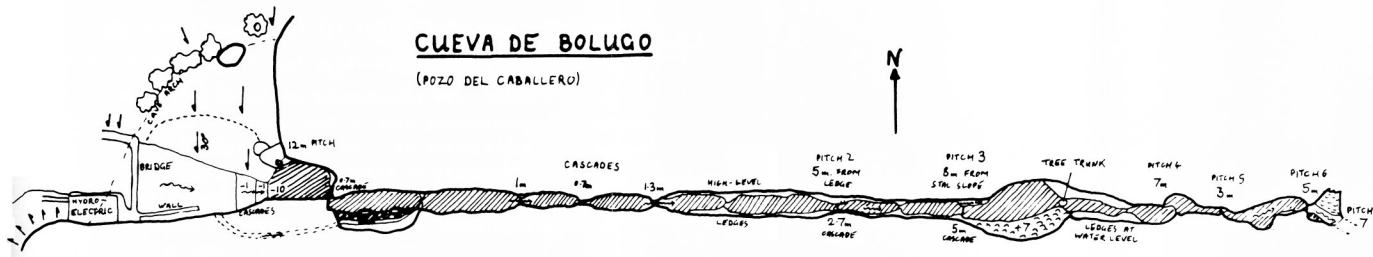 CUEVA DE BOLUGO
(POZO DEL CABALLERO)
N
CAVE ARCH
30°
12m PITCH
BRIDGE
HYDRO-
ELECTRIC
WALL
-1
-1
-10
CASCADES
0.7m
CASCADE
CASCADES
1m
0.7m
1.3m
HIGH-LEVEL
LEDGES
PITCH 2
5m FROM
LEDGE
2.7m
CASCADE
PITCH 3
8m FROM
STAL SLOPE
5m
CASCADE
+7
TREE TRUNK
LEDGES AT
WATER LEVEL
PITCH 4
7m
PITCH 5
3m
PITCH 6
5m
PITCH
7